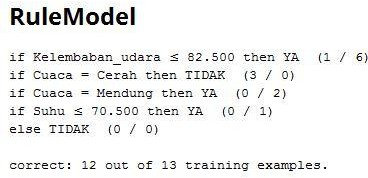 RuleModel
if Kelembaban_udara ≤ 82.500 then YA  (1 / 6)
if Cuaca = Cerah then TIDAK  (3 / 0)
if Cuaca = Mendung then YA  (0 / 2)
if Suhu ≤ 70.500 then YA  (0 / 1)
else TIDAK  (0 / 0)
correct: 12 out of 13 training examples.